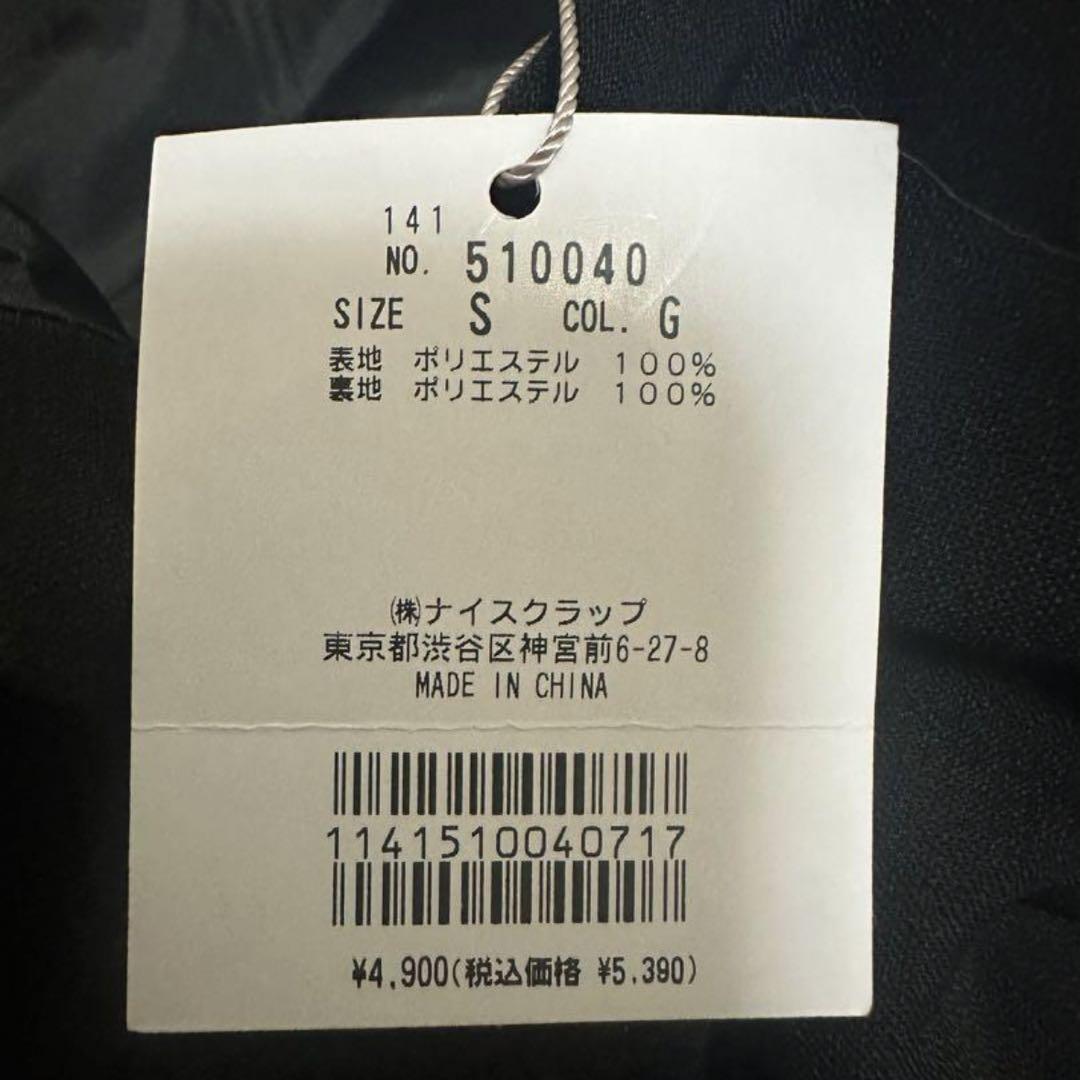 141
NO. 510040
SIZE S COL. G
表地 ポリエステル 100%
裏地 ポリエステル 100%
㈱ナイスクラップ
東京都渋谷区神宮前6-27-8
MADE IN CHINA
1141510040717
¥4,900(税込価格 ¥5,390)